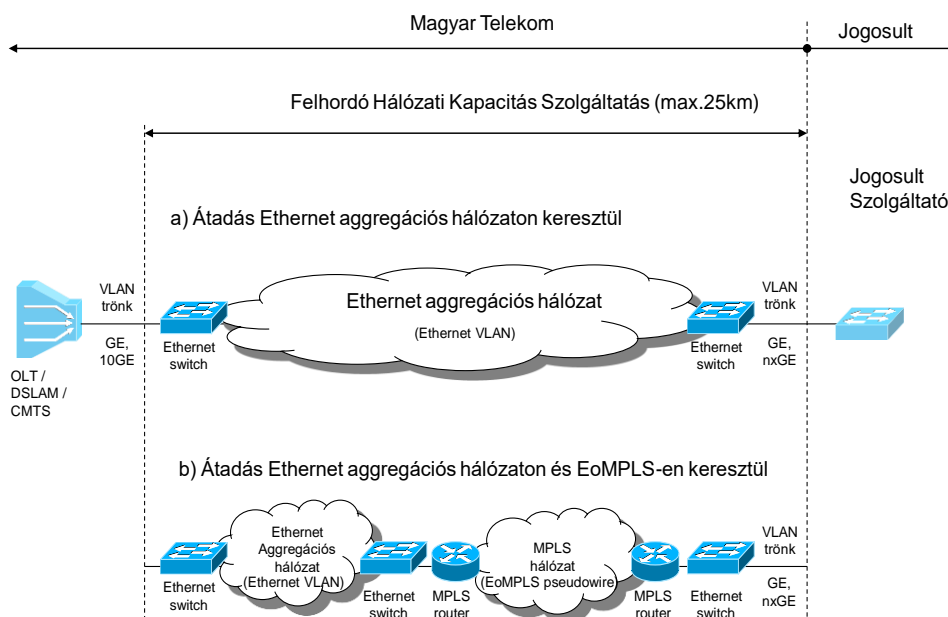 Magyar Telekom
Jogosult
Felhordó Hálózati Kapacitás Szolgáltatás (max.25km)
Jogosult
Szolgáltató
a) Átadás Ethernet aggregációs hálózaton keresztül
VLAN
trönk
GE,
10GE
OLT /
DSLAM /
CMTS
Ethernet
switch
Ethernet aggregációs hálózat
(Ethernet VLAN)
Ethernet
switch
VLAN
trönk
GE,
nxGE
b) Átadás Ethernet aggregációs hálózaton és EoMPLS-en keresztül
Ethernet
switch
Ethernet
Aggregációs
hálózat
(Ethernet VLAN)
Ethernet
switch
MPLS
router
MPLS
hálózat
(EoMPLS pseudowire)
MPLS
router
Ethernet
switch
VLAN
trönk
GE,
nxGE